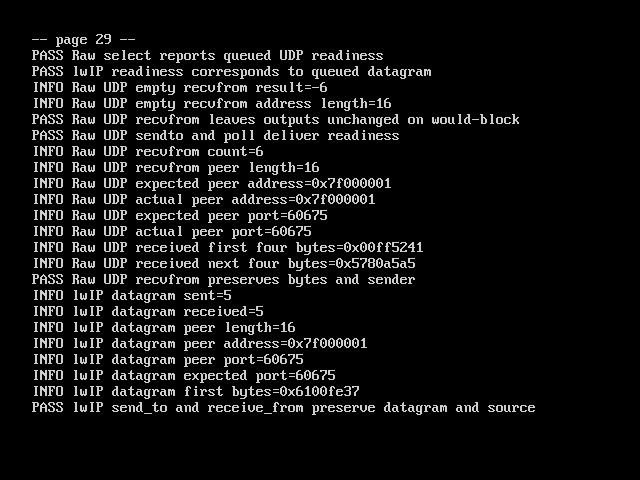 -- page 29 --
PASS Raw select reports queued UDP readiness
PASS lwIP readiness corresponds to queued datagram
INFO Raw UDP empty recvfrom result=-6
INFO Raw UDP empty recvfrom address length=16
PASS Raw UDP recvfrom leaves outputs unchanged on would-block
PASS Raw UDP sendto and poll deliver readiness
INFO Raw UDP recvfrom count=6
INFO Raw UDP recvfrom peer length=16
INFO Raw UDP expected peer address=0x7f000001
INFO Raw UDP actual peer address=0x7f000001
INFO Raw UDP expected peer port=60675
INFO Raw UDP actual peer port=60675
INFO Raw UDP received first four bytes=0x00ff5241
INFO Raw UDP received next four bytes=0x5780a5a5
PASS Raw UDP recvfrom preserves bytes and sender
INFO lwIP datagram sent=5
INFO lwIP datagram received=5
INFO lwIP datagram peer length=16
INFO lwIP datagram peer address=0x7f000001
INFO lwIP datagram peer port=60675
INFO lwIP datagram expected port=60675
INFO lwIP datagram first bytes=0x6100fe37
PASS lwIP send_to and receive_from preserve datagram and source